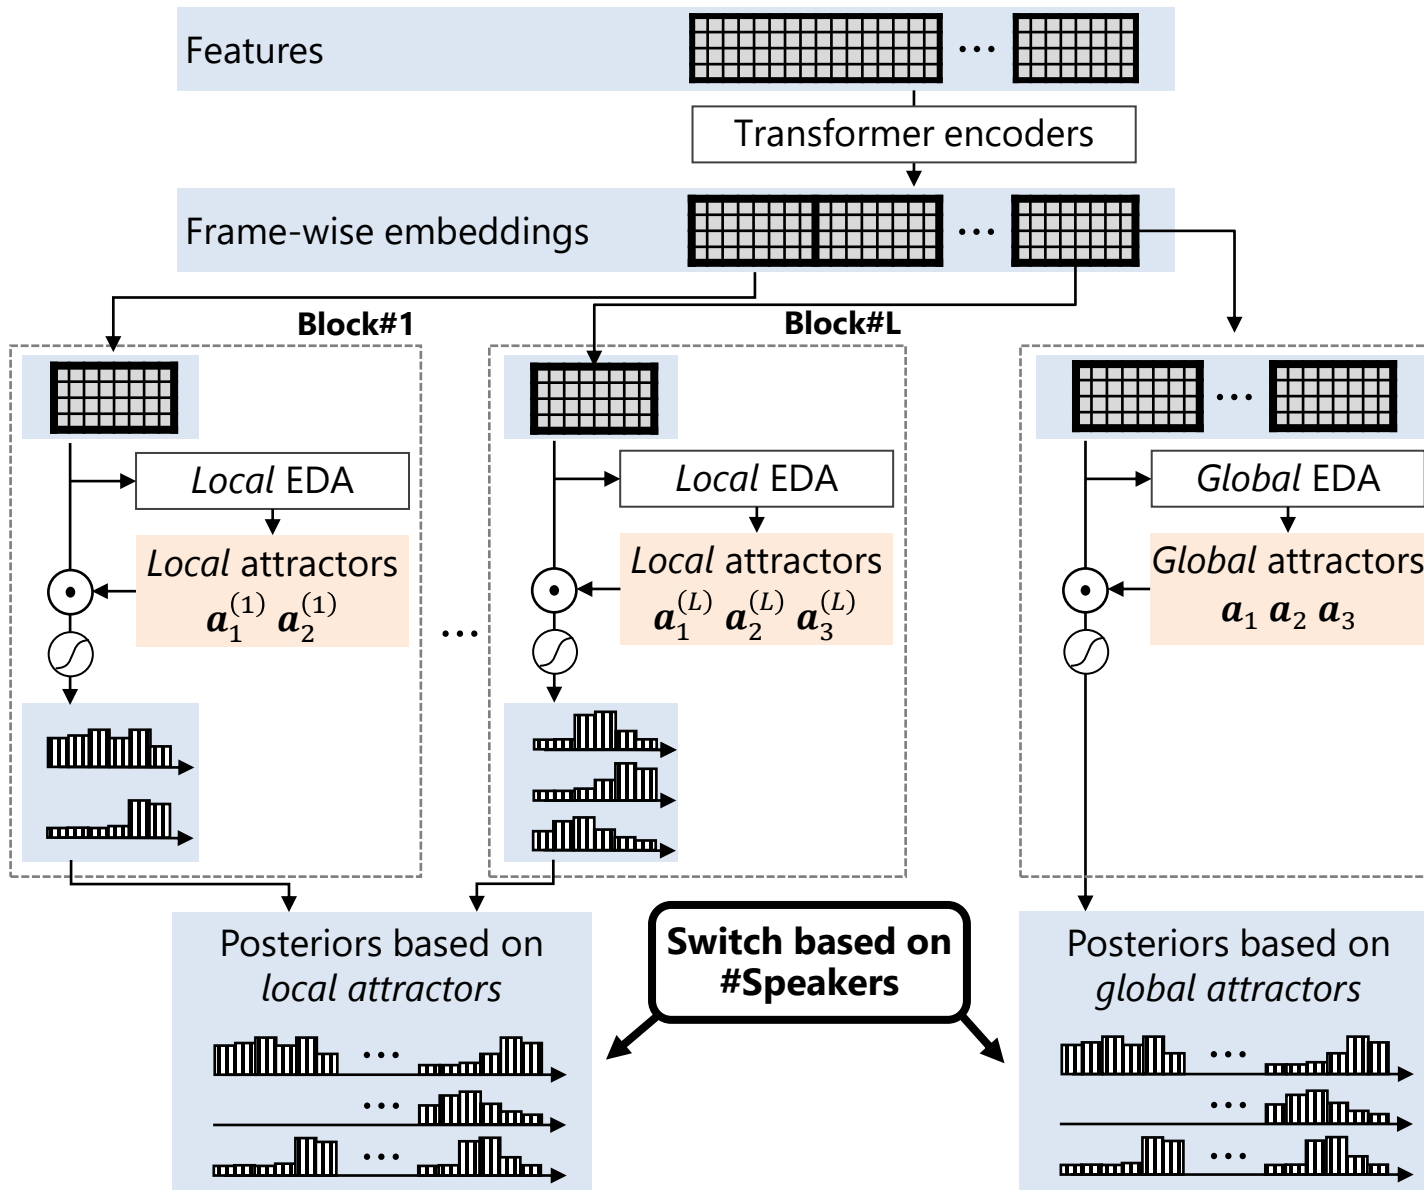 Features
...
Transformer encoders
Frame-wise embeddings
...
Block#1
Block#L
...
Local EDA
Local EDA
Global EDA
Local attractors
Local attractors
Global attractors
𝒂₁⁽¹⁾ 𝒂₂⁽¹⁾
...
𝒂₁⁽ᴸ⁾ 𝒂₂⁽ᴸ⁾ 𝒂₃⁽ᴸ⁾
𝒂₁ 𝒂₂ 𝒂₃
Posteriors based on
local attractors
Switch based on
#Speakers
Posteriors based on
global attractors
...
...
...
...
...
...